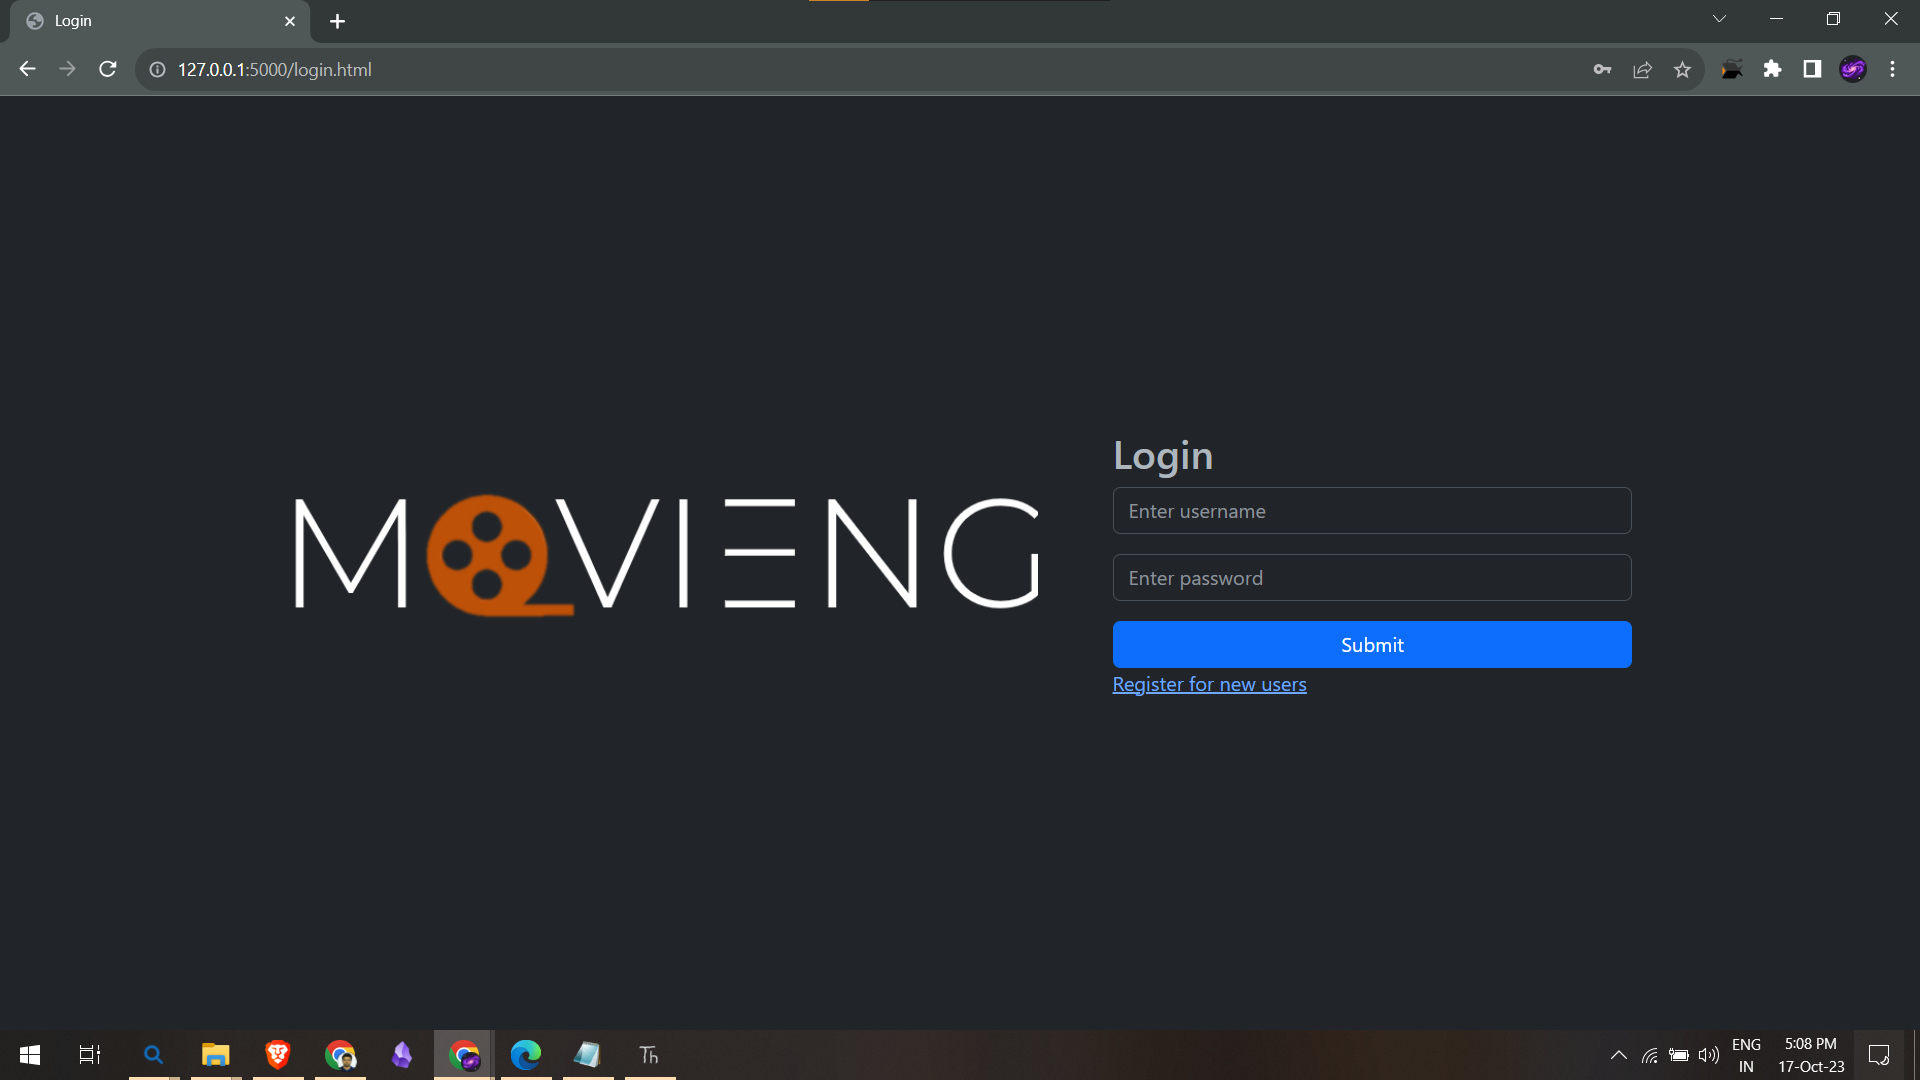 Login
127.0.0.1:5000/login.html
MOVIENG
Login
Enter username
Enter password
Submit
Register for new users
Th
ENG
IN
5:08 PM
17-Oct-23